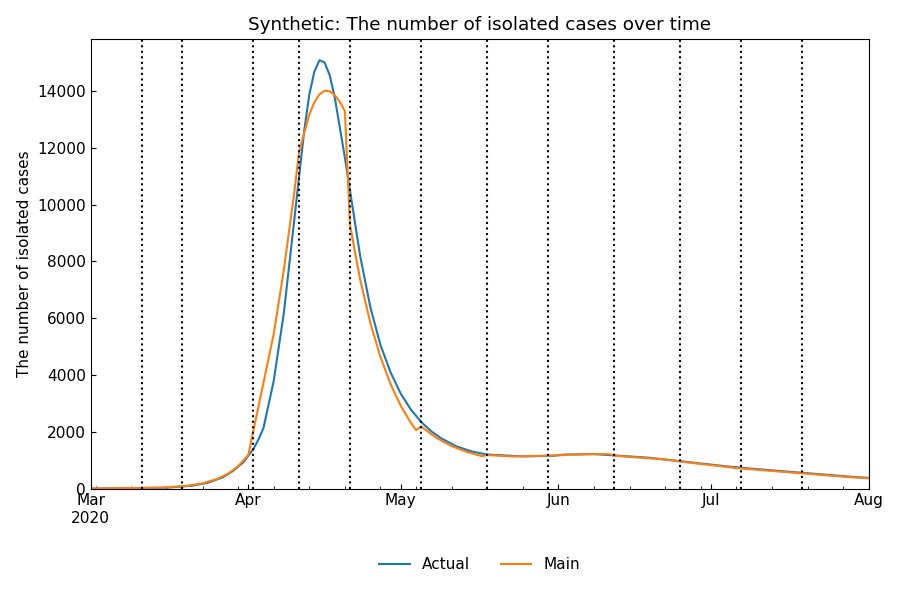 Synthetic: The number of isolated cases over time
The number of isolated cases
14000
12000
10000
8000
6000
4000
2000
0
Mar Apr May Jun Jul Aug
2020
Actual Main